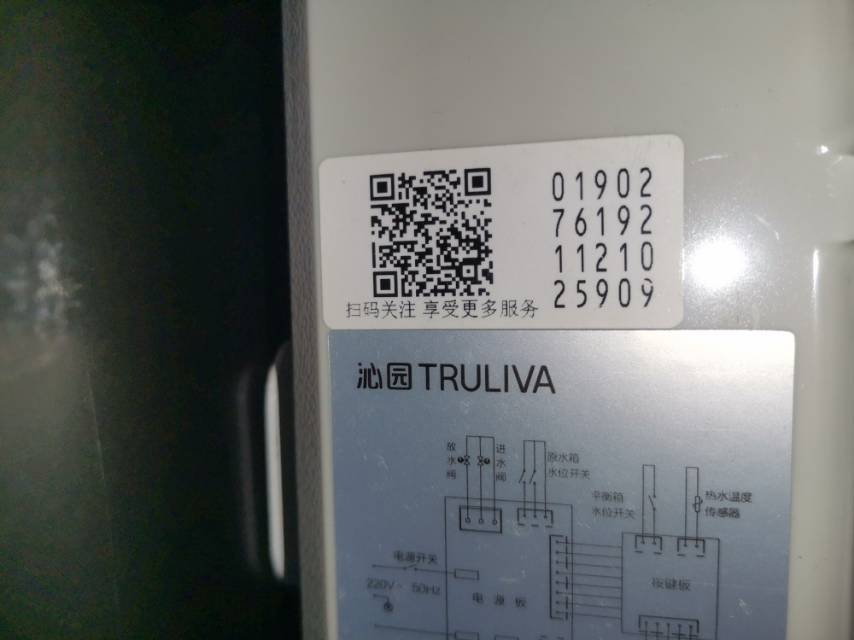 01902
76192
11210
25909
扫码关注 享受更多服务
沁园 TRULIVA
放水阀
进水阀
原水箱
水位开关
平衡箱
水位开关
热水温度
传感器
电源开关
220V~ 50Hz
电源板
按键板